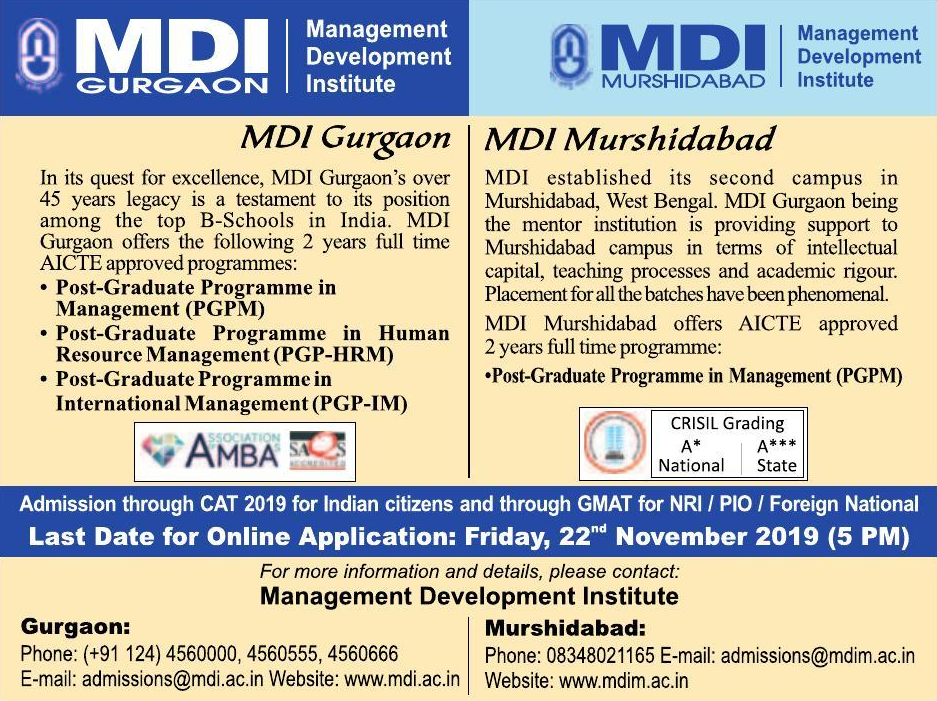 MDI
GURGAON
Management
Development
Institute
MDI
MURSHIDABAD
Management
Development
Institute
MDI Gurgaon
In its quest for excellence, MDI Gurgaon's over
45 years legacy is a testament to its position
among the top B-Schools in India. MDI
Gurgaon offers the following 2 years full time
AICTE approved programmes:
• Post-Graduate Programme in
Management (PGPM)
• Post-Graduate Programme in Human
Resource Management (PGP-HRM)
• Post-Graduate Programme in
International Management (PGP-IM)
ASSOCIATION
AMBA
SAQS
ACCREDITED
MDI Murshidabad
MDI established its second campus in
Murshidabad, West Bengal. MDI Gurgaon being
the mentor institution is providing support to
Murshidabad campus in terms of intellectual
capital, teaching processes and academic rigour.
Placement for all the batches have been phenomenal.
MDI Murshidabad offers AICTE approved
2 years full time programme:
•Post-Graduate Programme in Management (PGPM)
CRISIL Grading
A* A***
National State
Admission through CAT 2019 for Indian citizens and through GMAT for NRI / PIO / Foreign National
Last Date for Online Application: Friday, 22nd November 2019 (5 PM)
For more information and details, please contact:
Management Development Institute
Gurgaon:
Phone: (+91 124) 4560000, 4560555, 4560666
E-mail: admissions@mdi.ac.in Website: www.mdi.ac.in
Murshidabad:
Phone: 08348021165 E-mail: admissions@mdim.ac.in
Website: www.mdim.ac.in